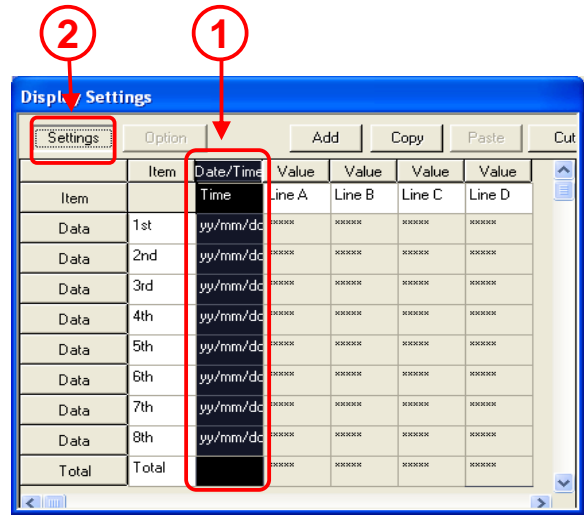 2 1
Display Settings
Settings Option Add Copy Paste Cut
Item Date/Time Value Value Value Value
Item Time Line A Line B Line C Line D
Data 1st yy/mm/dd ***** ***** ***** *****
Data 2nd yy/mm/dd ***** ***** ***** *****
Data 3rd yy/mm/dd ***** ***** ***** *****
Data 4th yy/mm/dd ***** ***** ***** *****
Data 5th yy/mm/dd ***** ***** ***** *****
Data 6th yy/mm/dd ***** ***** ***** *****
Data 7th yy/mm/dd ***** ***** ***** *****
Data 8th yy/mm/dd ***** ***** ***** *****
Total Total ***** ***** ***** *****